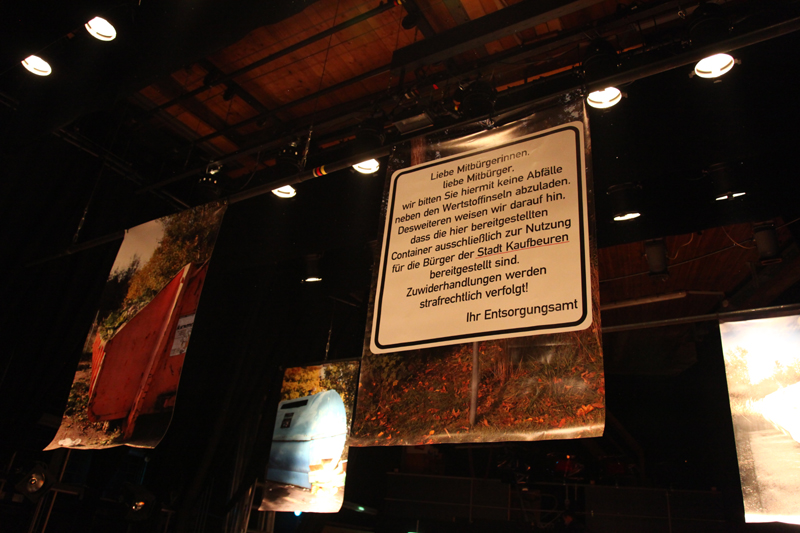 Liebe Mitbürgerinnen,
liebe Mitbürger,
wir bitten Sie hiermit keine Abfälle
neben den Wertstoffinseln abzuladen.
Desweiteren weisen wir darauf hin,
dass die hier bereitgestellten
Container ausschließlich zur Nutzung
für die Bürger der Stadt Kaufbeuren
bereitgestellt sind.
Zuwiderhandlungen werden
strafrechtlich verfolgt!
Ihr Entsorgungsamt